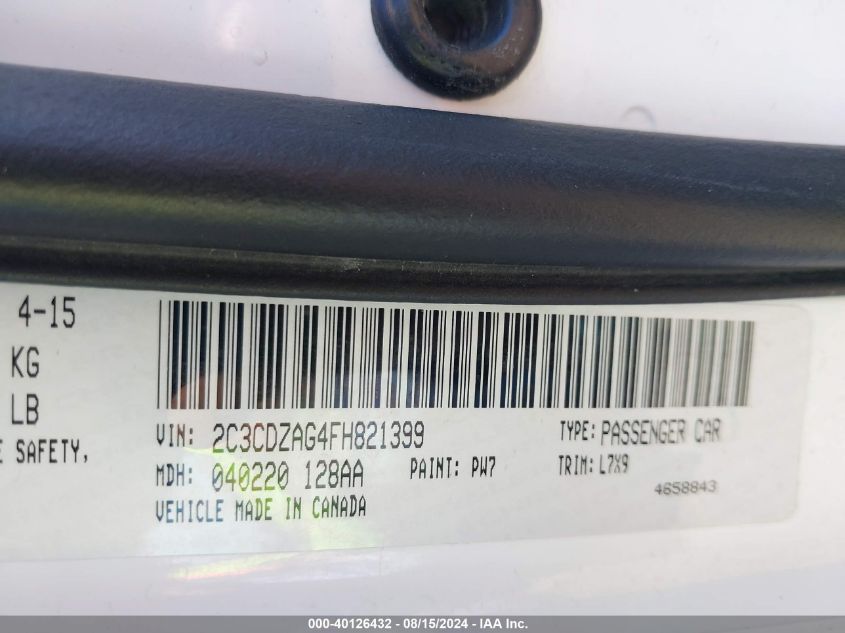 4-15
KG
LB
E SAFETY,
VIN: 2C3CDZAG4FH821399 TYPE: PASSENGER CAR
MDH: 040220 128AA PAINT: PW7 TRIM: L7X9
VEHICLE MADE IN CANADA 4658843
000-40126432 - 08/15/2024 - IAA Inc.